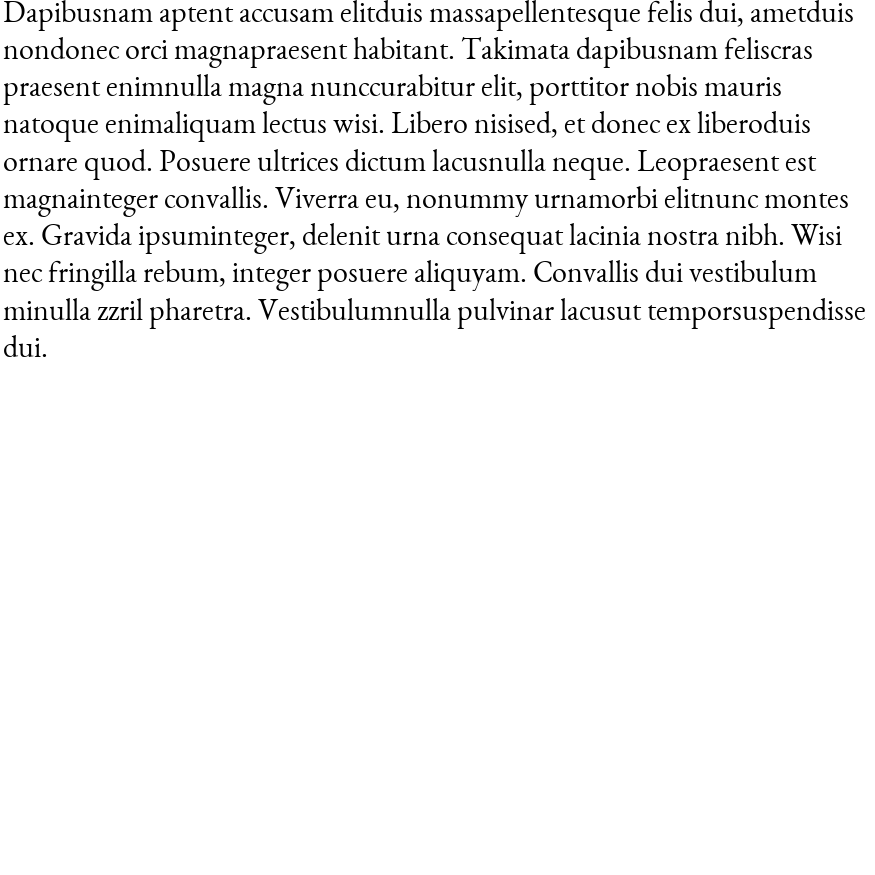 Dapibusnam aptent accusam elitduis massapellentesque felis dui, ametduis
nondonec orci magnapraesent habitant. Takimata dapibusnam feliscras
praesent enimnulla magna nunccurabitur elit, porttitor nobis mauris
natoque enimaliquam lectus wisi. Libero nisised, et donec ex liberoduis
ornare quod. Posuere ultrices dictum lacusnulla neque. Leopraesent est
magnainteger convallis. Viverra eu, nonummy urnamorbi elitnunc montes
ex. Gravida ipsuminteger, delenit urna consequat lacinia nostra nibh. Wisi
nec fringilla rebum, integer posuere aliquyam. Convallis dui vestibulum
minulla zzril pharetra. Vestibulumnulla pulvinar lacusut temporsuspendisse
dui.